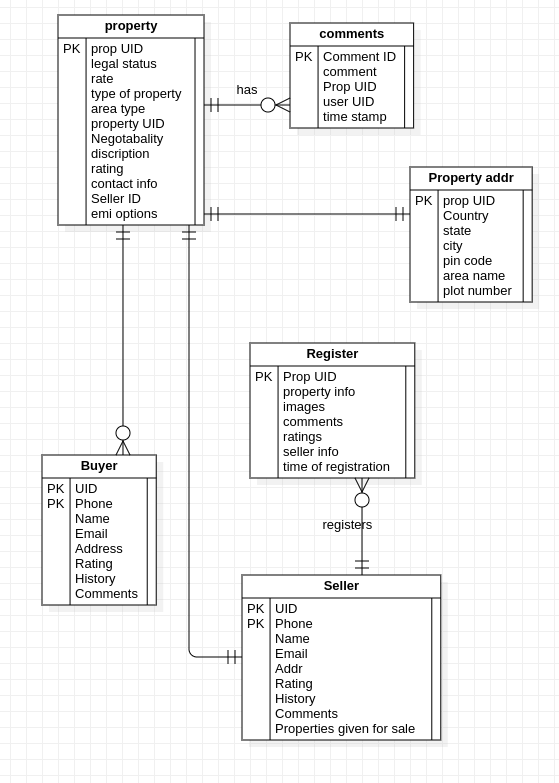 property
PK prop UID
legal status
rate
type of property
area type
property UID
Negotabality
discription
rating
contact info
Seller ID
emi options
has
comments
PK Comment ID
comment
Prop UID
user UID
time stamp
Property addr
PK prop UID
Country
state
city
pin code
area name
plot number
Register
PK Prop UID
property info
images
comments
ratings
seller info
time of registration
Buyer
PK UID
PK Phone
Name
Email
Address
Rating
History
Comments
registers
Seller
PK UID
PK Phone
Name
Email
Addr
Rating
History
Comments
Properties given for sale